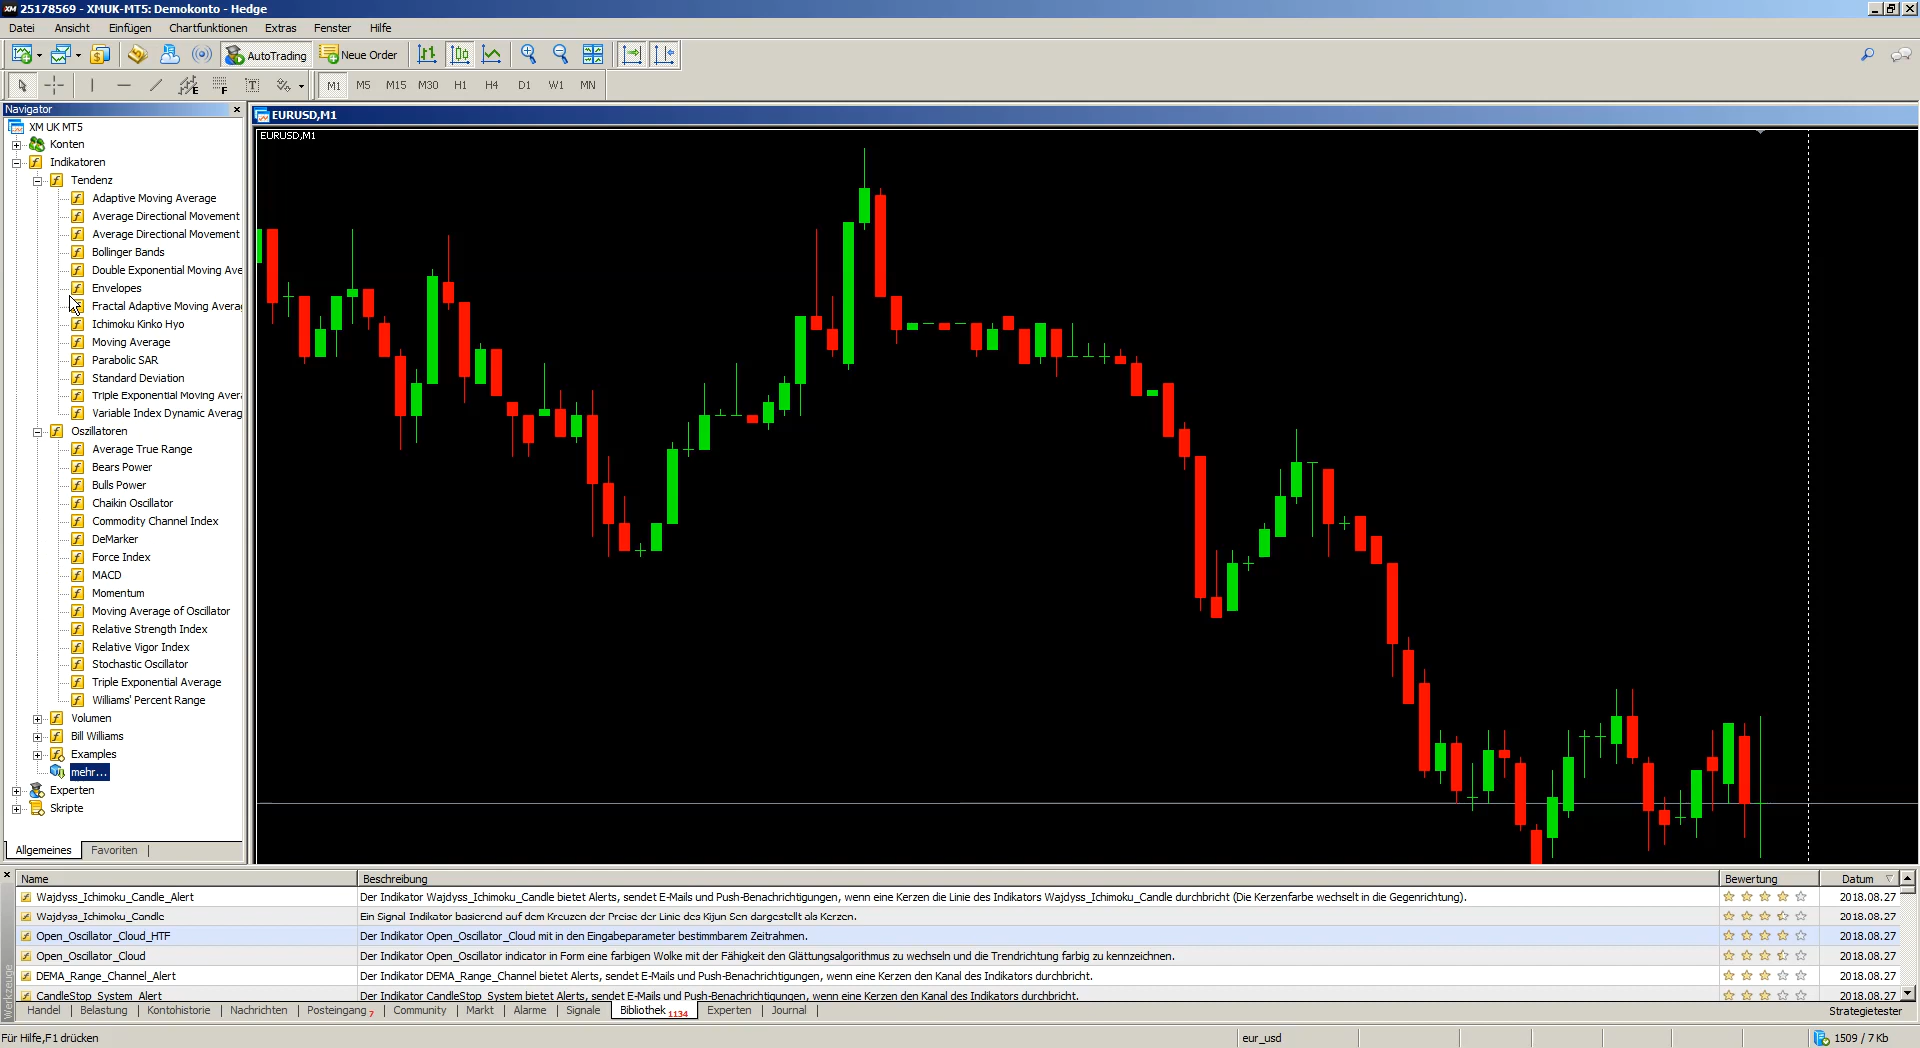 25178569 - XMUK-MT5: Demokonto - Hedge
Datei Ansicht Einfügen Chartfunktionen Extras Fenster Hilfe
AutoTrading Neue Order
E F T M1 M5 M15 M30 H1 H4 D1 W1 MN
Navigator
XM UK MT5
Konten
Indikatoren
Tendenz
Adaptive Moving Average
Average Directional Movement
Average Directional Movement
Bollinger Bands
Double Exponential Moving Ave
Envelopes
Fractal Adaptive Moving Avera
Ichimoku Kinko Hyo
Moving Average
Parabolic SAR
Standard Deviation
Triple Exponential Moving Aver
Variable Index Dynamic Averag
Oszillatoren
Average True Range
Bears Power
Bulls Power
Chaikin Oscillator
Commodity Channel Index
DeMarker
Force Index
MACD
Momentum
Moving Average of Oscillator
Relative Strength Index
Relative Vigor Index
Stochastic Oscillator
Triple Exponential Average
Williams' Percent Range
Volumen
Bill Williams
Examples
mehr...
Experten
Skripte
Allgemeines Favoriten
EURUSD,M1
EURUSD,M1
Name Beschreibung Bewertung Datum
Wajdyss_Ichimoku_Candle_Alert Der Indikator Wajdyss_Ichimoku_Candle bietet Alerts, sendet E-Mails und Push-Benachrichtigungen, wenn eine Kerzen die Linie des Indikators Wajdyss_Ichimoku_Candle durchbricht (Die Kerzenfarbe wechselt in die Gegenrichtung). 2018.08.27
Wajdyss_Ichimoku_Candle Ein Signal Indikator basierend auf dem Kreuzen der Preise der Linie des Kijun Sen dargestellt als Kerzen. 2018.08.27
Open_Oscillator_Cloud_HTF Der Indikator Open_Oscillator_Cloud mit in den Eingabeparameter bestimmbarem Zeitrahmen. 2018.08.27
Open_Oscillator_Cloud Der Indikator Open_Oscillator indicator in Form eine farbigen Wolke mit der Fähigkeit den Glättungsalgorithmus zu wechseln und die Trendrichtung farbig zu kennzeichnen. 2018.08.27
DEMA_Range_Channel_Alert Der Indikator DEMA_Range_Channel bietet Alerts, sendet E-Mails und Push-Benachrichtigungen, wenn eine Kerzen den Kanal des Indikators durchbricht. 2018.08.27
CandleStop_System_Alert Der Indikator CandleStop_System bietet Alerts, sendet E-Mails und Push-Benachrichtigungen, wenn eine Kerzen den Kanal des Indikators durchbricht. 2018.08.27
Werkzeuge
Handel Belastung Kontohistorie Nachrichten Posteingang 7 Community Markt Alarme Signale Bibliothek 1134 Experten Journal Strategietester
Für Hilfe,F1 drücken eur_usd 1509 / 7 Kb